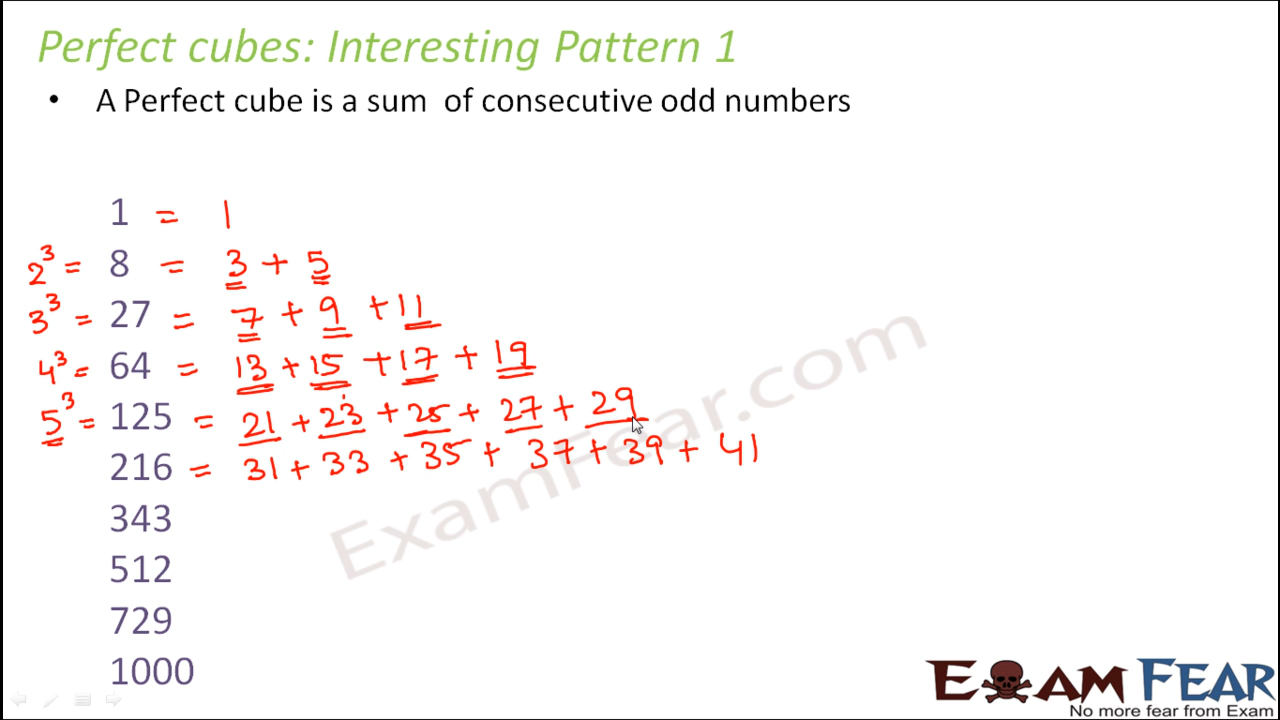 Perfect cubes: Interesting Pattern 1
• A Perfect cube is a sum of consecutive odd numbers
1 = 1
2³ = 8 = 3 + 5
3³ = 27 = 7 + 9 + 11
4³ = 64 = 13 + 15 + 17 + 19
5³ = 125 = 21 + 23 + 25 + 27 + 29
216 = 31 + 33 + 35 + 37 + 39 + 41
343
512
729
1000
ExamFear.com
EXAM FEAR
No more fear from Exam